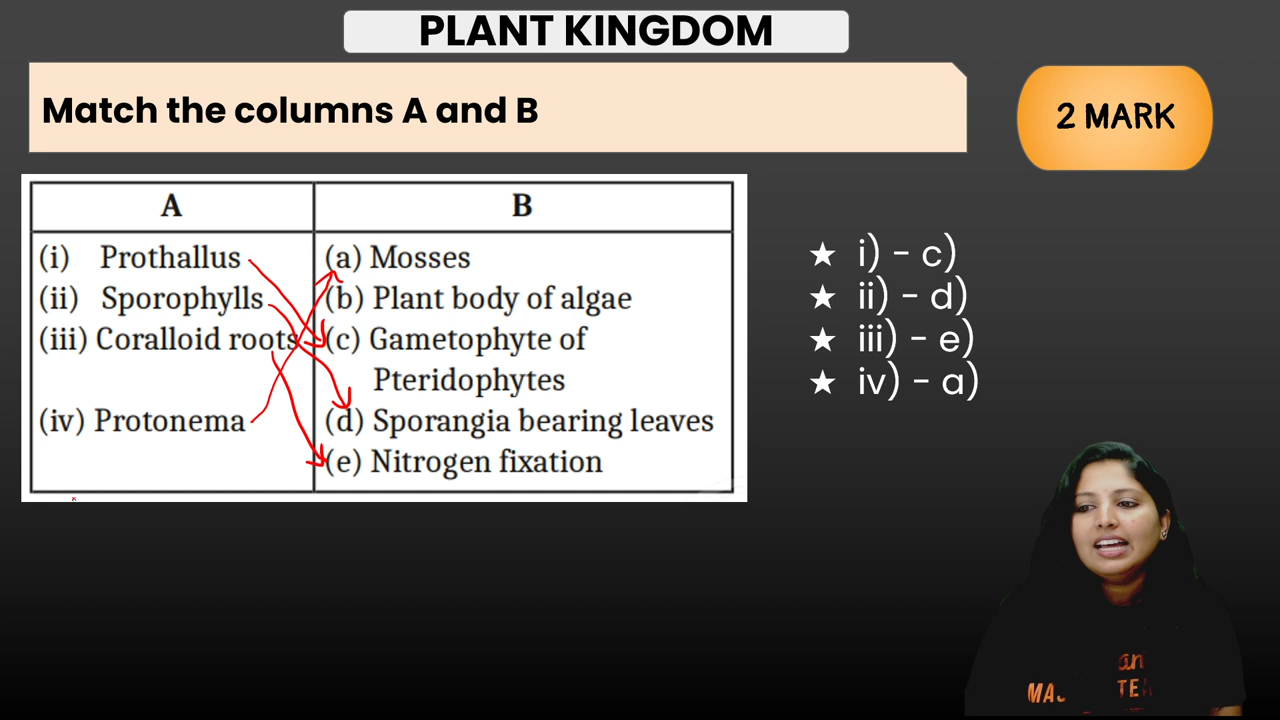 PLANT KINGDOM
Match the columns A and B
2 MARK
A B
(i) Prothallus (a) Mosses
(ii) Sporophylls (b) Plant body of algae
(iii) Coralloid roots (c) Gametophyte of
Pteridophytes
(iv) Protonema (d) Sporangia bearing leaves
(e) Nitrogen fixation
★ i) - c)
★ ii) - d)
★ iii) - e)
★ iv) - a)